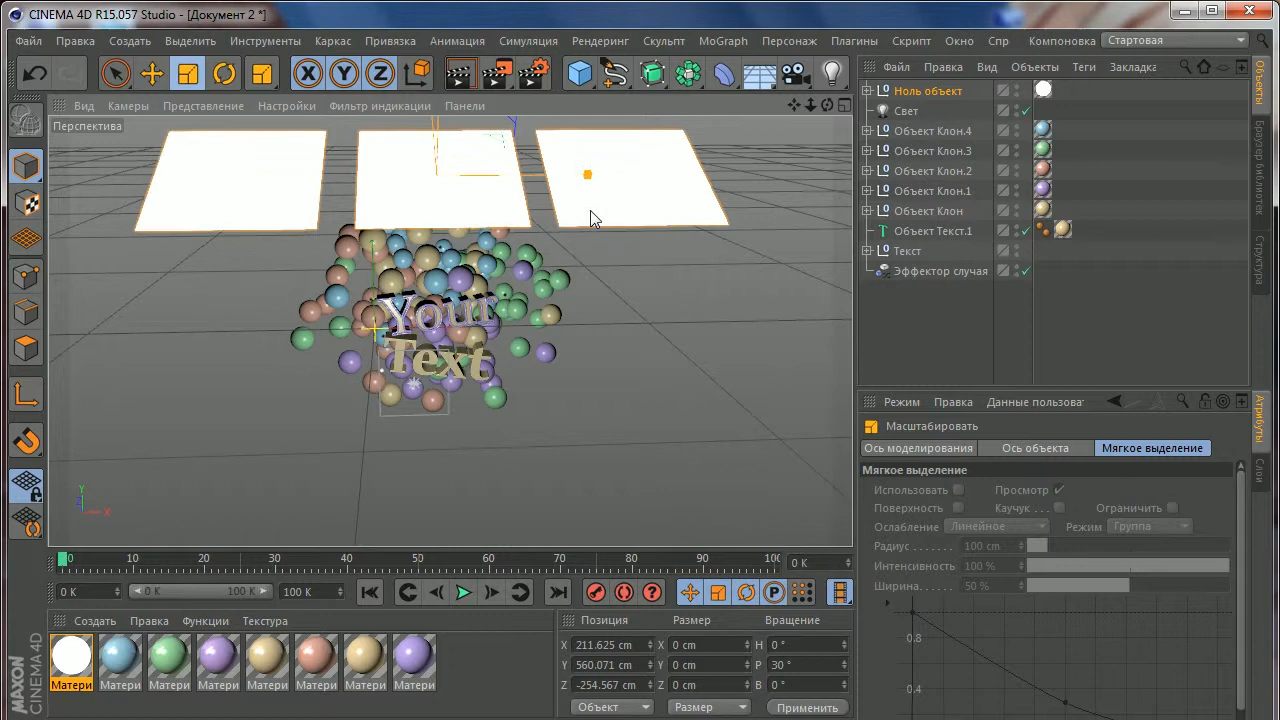 CINEMA 4D R15.057 Studio - [Документ 2 *]
Файл Правка Создать Выделить Инструменты Каркас Привязка Анимация Симуляция Рендеринг Скульпт MoGraph Персонаж Плагины Скрипт Окно Спр Компоновка Стартовая
X Y Z
Файл Правка Вид Объекты Теги Закладка
Вид Камеры Представление Настройки Фильтр индикации Панели
Перспектива
Ноль объект
Свет
Объект Клон.4
Объект Клон.3
Объект Клон.2
Объект Клон.1
Объект Клон
Объект Текст.1
Текст
Эффектор случая
Объекты
Браузер библиотек
Структура
Your
Text
Y
Z X
Режим Правка Данные пользова
Масштабировать
Ось моделирования Ось объекта Мягкое выделение
Мягкое выделение
Использовать Просмотр
Поверхность Каучук . . . Ограничить
Ослабление Линейное Режим Группа
Радиус . . . . . . . 100 cm
Интенсивность 100 %
Ширина . . . . . . 50 %
0.8
0.4
Атрибуты
Слои
0 10 20 30 40 50 60 70 80 90 100 0 K
0 K 0 K 100 K 100 K
P
Создать Правка Функции Текстура
Матери Матери Матери Матери Матери Матери Матери Матери
Позиция Размер Вращение
X 211.625 cm X 0 cm H 0 °
Y 560.071 cm Y 0 cm P 30 °
Z -254.567 cm Z 0 cm B 0 °
Объект Размер Применить
MAXON
CINEMA 4D